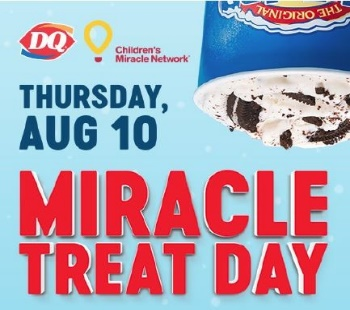 DQ
Children's
Miracle Network
THE ORIGINAL
THURSDAY,
AUG 10
MIRACLE
TREAT DAY